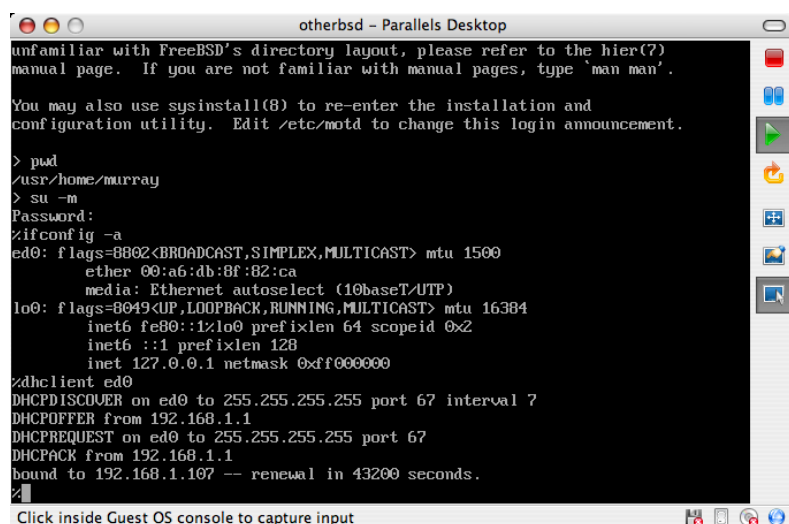 otherbsd - Parallels Desktop
unfamiliar with FreeBSD's directory layout, please refer to the hier(7)
manual page.  If you are not familiar with manual pages, type `man man'.

You may also use sysinstall(8) to re-enter the installation and
configuration utility.  Edit /etc/motd to change this login announcement.

> pwd
/usr/home/murray
> su -m
Password:
%ifconfig -a
ed0: flags=8802<BROADCAST,SIMPLEX,MULTICAST> mtu 1500
        ether 00:a6:db:8f:82:ca
        media: Ethernet autoselect (10baseT/UTP)
lo0: flags=8049<UP,LOOPBACK,RUNNING,MULTICAST> mtu 16384
        inet6 fe80::1%lo0 prefixlen 64 scopeid 0x2
        inet6 ::1 prefixlen 128
        inet 127.0.0.1 netmask 0xff000000
%dhclient ed0
DHCPDISCOVER on ed0 to 255.255.255.255 port 67 interval 7
DHCPOFFER from 192.168.1.1
DHCPREQUEST on ed0 to 255.255.255.255 port 67
DHCPACK from 192.168.1.1
bound to 192.168.1.107 -- renewal in 43200 seconds.
%
Click inside Guest OS console to capture input